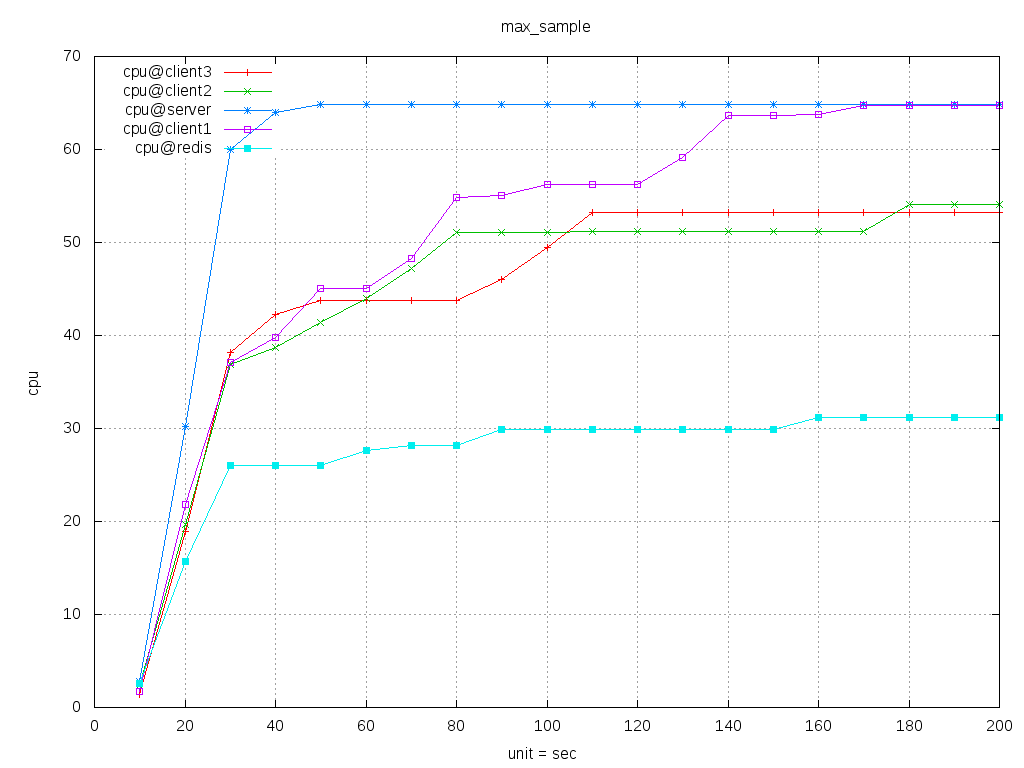 max_sample
70
60
50
40
30
20
10
0
cpu
cpu@client3
cpu@client2
cpu@server
cpu@client1
cpu@redis
0 20 40 60 80 100 120 140 160 180 200
unit = sec